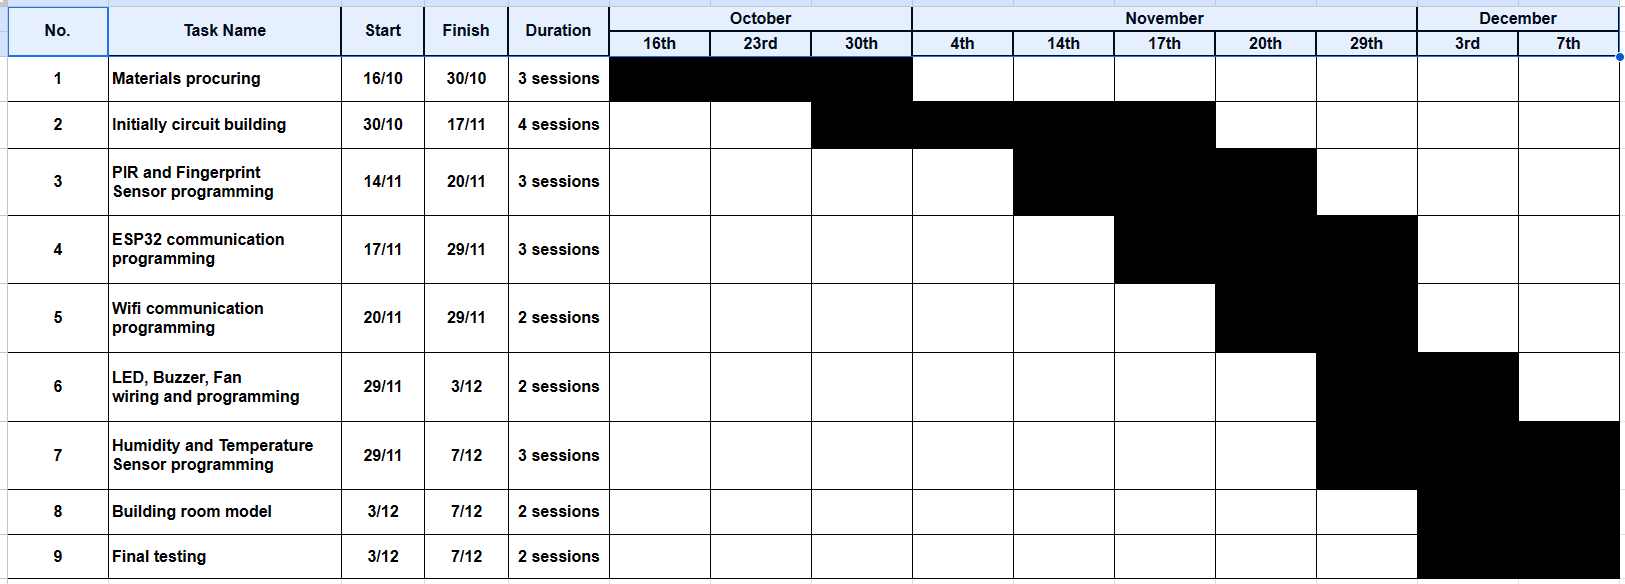 No. Task Name Start Finish Duration October November December
16th 23rd 30th 4th 14th 17th 20th 29th 3rd 7th
1 Materials procuring 16/10 30/10 3 sessions
2 Initially circuit building 30/10 17/11 4 sessions
3 PIR and Fingerprint
Sensor programming 14/11 20/11 3 sessions
4 ESP32 communication
programming 17/11 29/11 3 sessions
5 Wifi communication
programming 20/11 29/11 2 sessions
6 LED, Buzzer, Fan
wiring and programming 29/11 3/12 2 sessions
7 Humidity and Temperature
Sensor programming 29/11 7/12 3 sessions
8 Building room model 3/12 7/12 2 sessions
9 Final testing 3/12 7/12 2 sessions